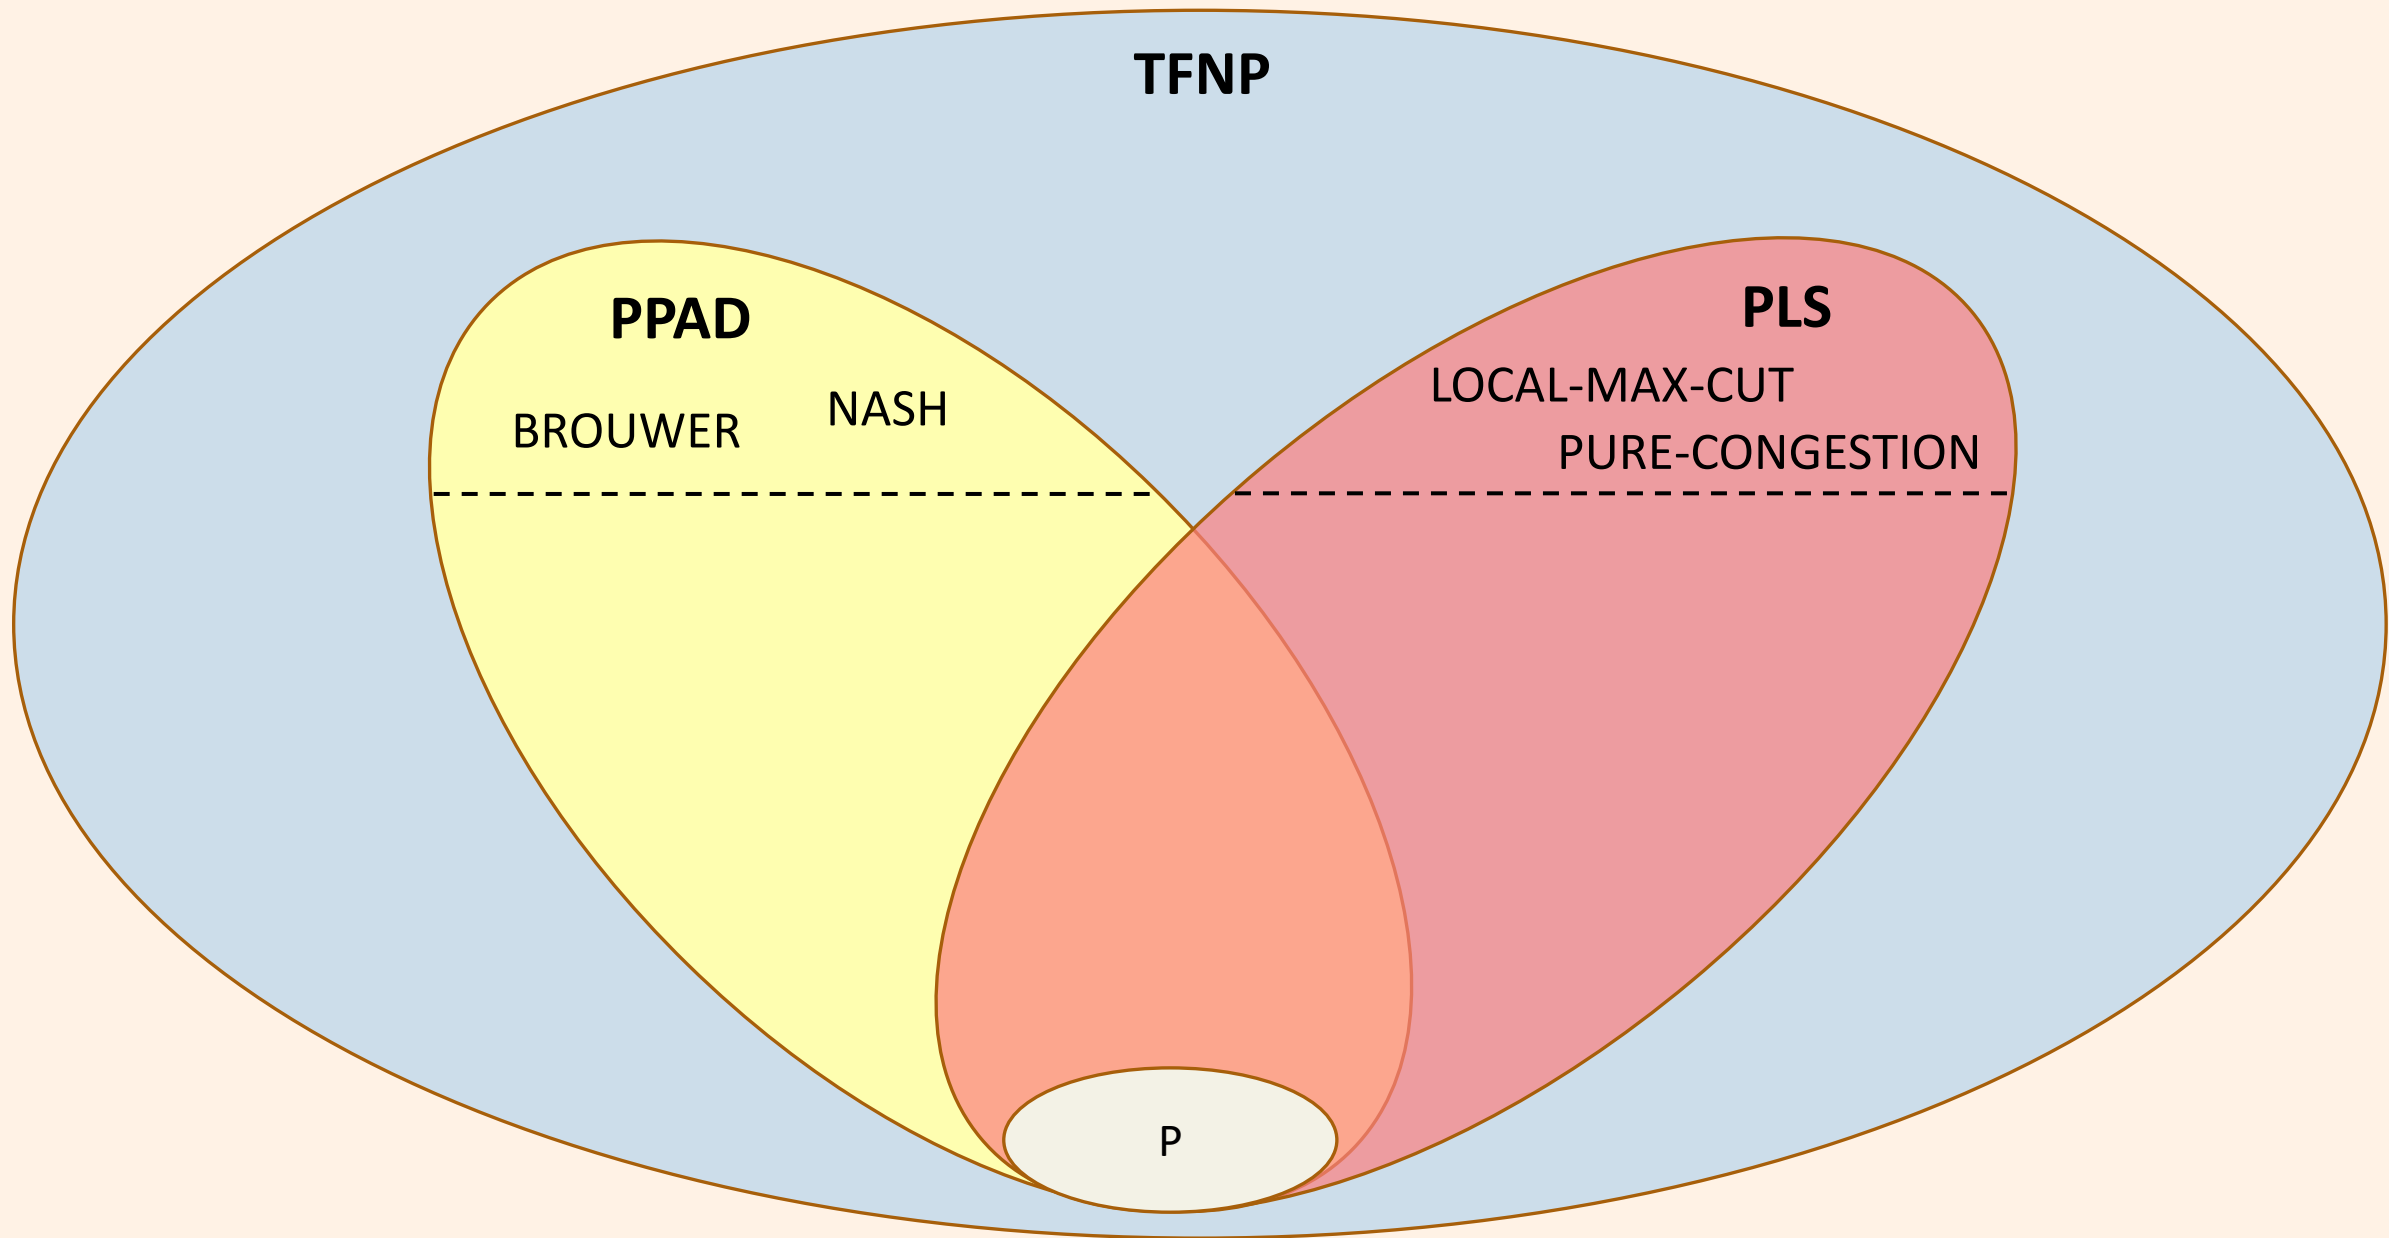 TFNP
PPAD
BROUWER
NASH
PLS
LOCAL-MAX-CUT
PURE-CONGESTION
P